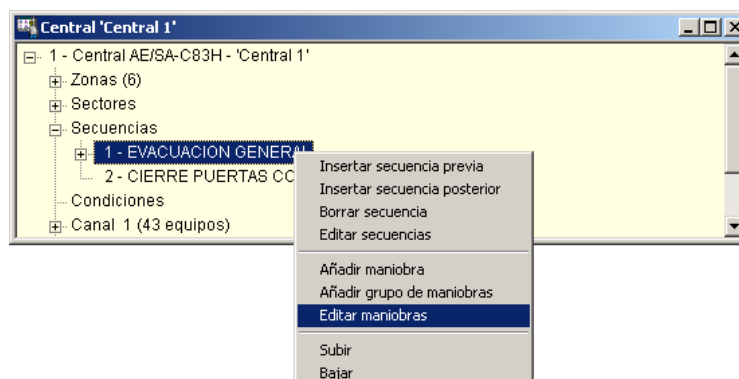 Central 'Central 1'
1 - Central AE/SA-C83H - 'Central 1'
Zonas (6)
Sectores
Secuencias
1 - EVACUACION GENERAL
2 - CIERRE PUERTAS CO
Condiciones
Canal 1 (43 equipos)
Insertar secuencia previa
Insertar secuencia posterior
Borrar secuencia
Editar secuencias
Añadir maniobra
Añadir grupo de maniobras
Editar maniobras
Subir
Bajar